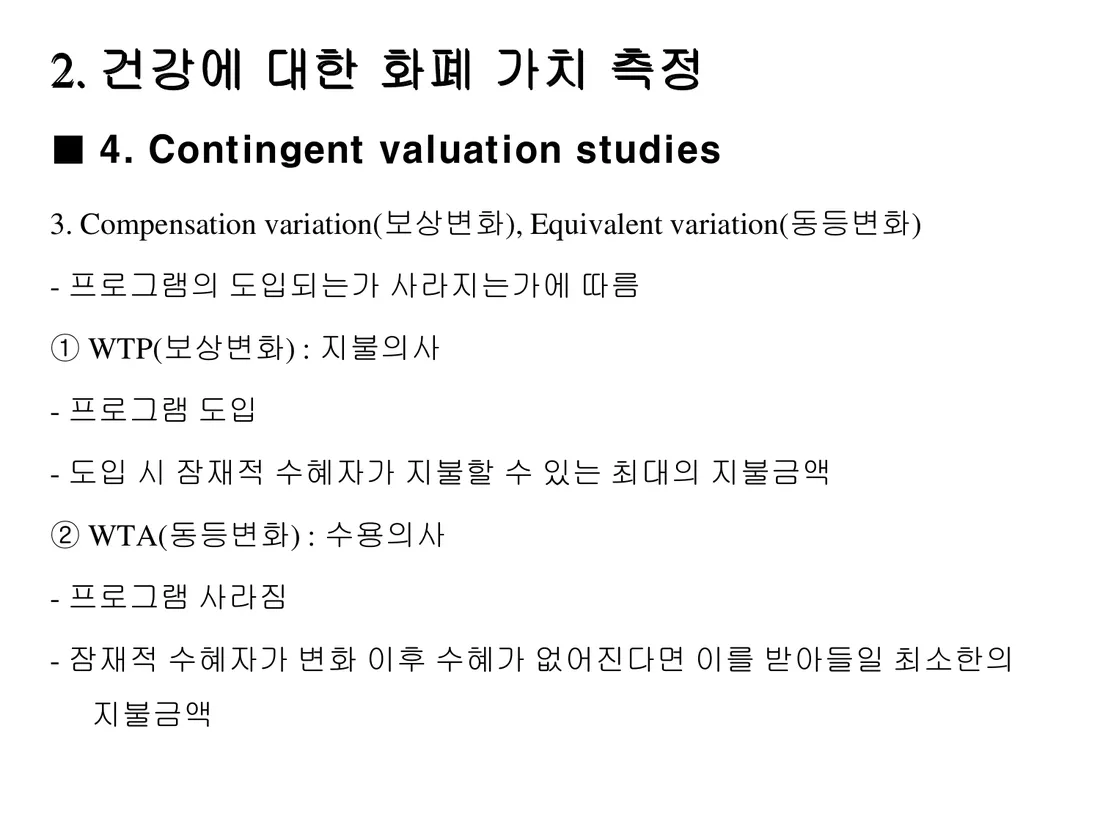 2. 건강에 대한 화폐 가치 측정
■ 4. Contingent valuation studies
3. Compensation variation(보상변화), Equivalent variation(동등변화)
- 프로그램의 도입되는가 사라지는가에 따름
① WTP(보상변화) : 지불의사
- 프로그램 도입
- 도입 시 잠재적 수혜자가 지불할 수 있는 최대의 지불금액
② WTA(동등변화) : 수용의사
- 프로그램 사라짐
- 잠재적 수혜자가 변화 이후 수혜가 없어진다면 이를 받아들일 최소한의
지불금액